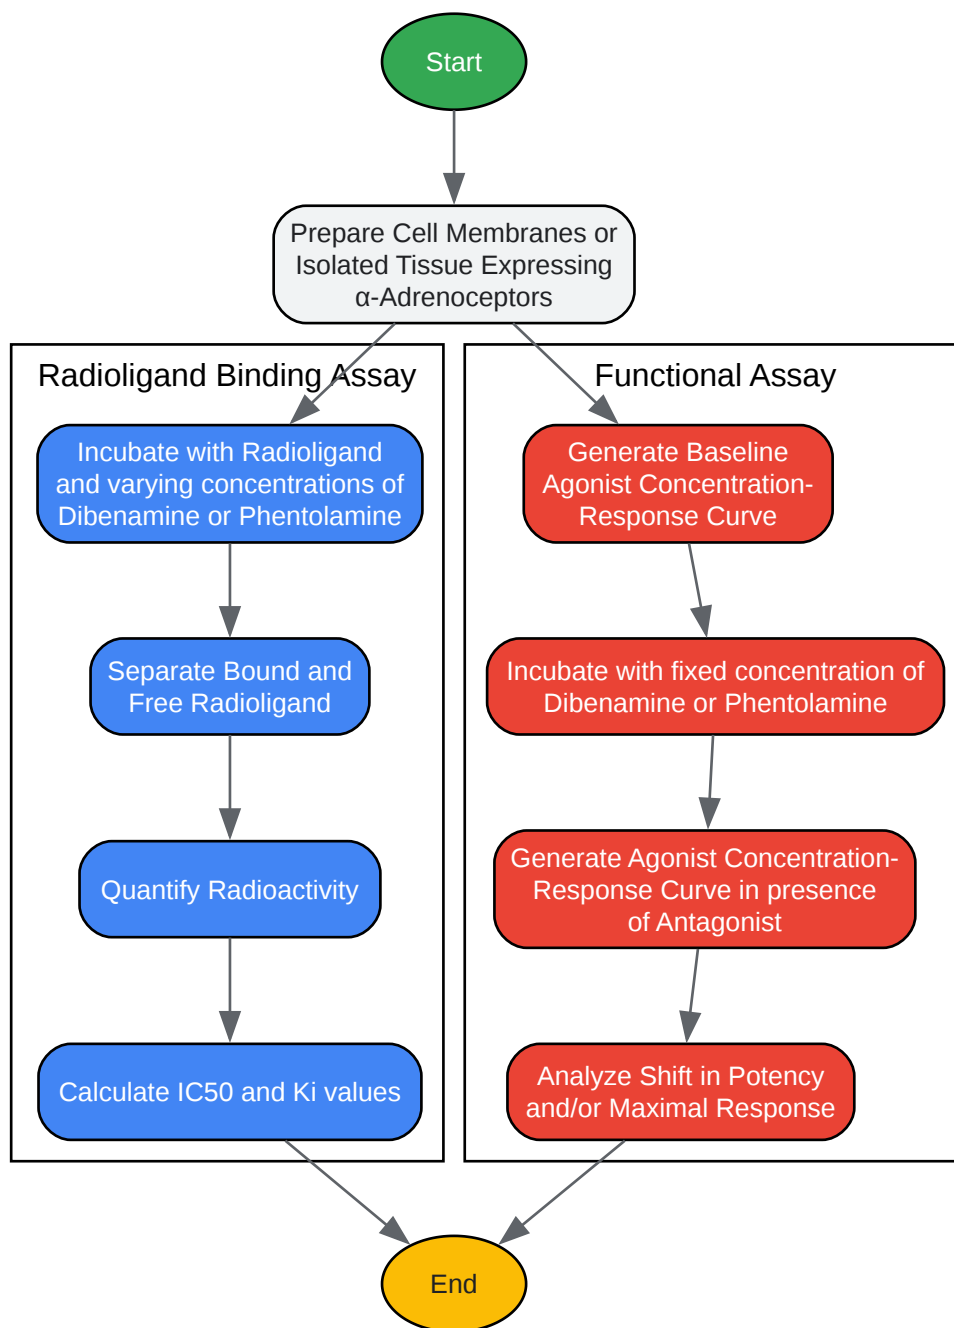 Start
Prepare Cell Membranes or
Isolated Tissue Expressing
α-Adrenoceptors
Radioligand Binding Assay
Incubate with Radioligand
and varying concentrations of
Dibenamine or Phentolamine
Separate Bound and
Free Radioligand
Quantify Radioactivity
Calculate IC50 and Ki values
Functional Assay
Generate Baseline
Agonist Concentration-
Response Curve
Incubate with fixed concentration of
Dibenamine or Phentolamine
Generate Agonist Concentration-
Response Curve in presence
of Antagonist
Analyze Shift in Potency
and/or Maximal Response
End